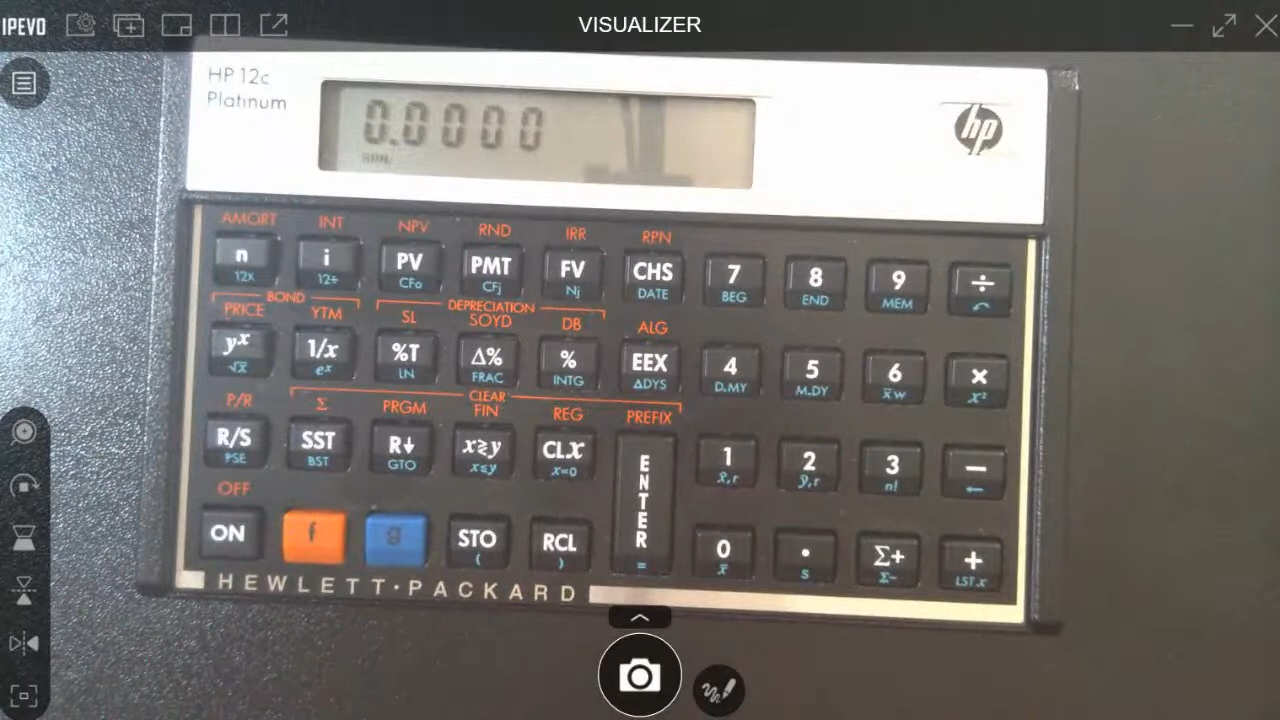 IPEVO
VISUALIZER
HP 12c
Platinum
0.0000
RPN
hp
AMORT INT NPV RND IRR RPN
n i PV PMT FV CHS 7 8 9 ÷
12x 12÷ CFo CFj Nj DATE BEG END MEM
BOND DEPRECIATION
PRICE YTM SL SOYD DB ALG
yˣ 1/x %T Δ% % EEX 4 5 6 ×
√x eˣ LN FRAC INTG ΔDYS D.MY M.DY x̄w x²
CLEAR
P/R Σ PRGM FIN REG PREFIX
R/S SST R↓ x≷y CLx ENTER 1 2 3 −
PSE BST GTO x≤y x=0 x̂,r ŷ,r n! ←
OFF
ON f g STO RCL 0 • Σ+ +
( ) = x̄ S Σ− LST x
HEWLETT·PACKARD